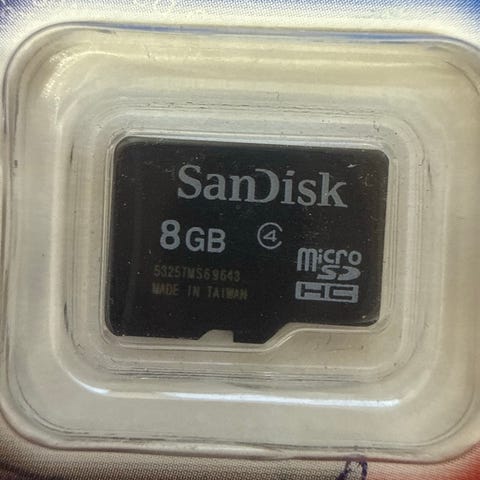 SanDisk
8GB 4
micro
SD
HC
5325TMS69643
MADE IN TAIWAN